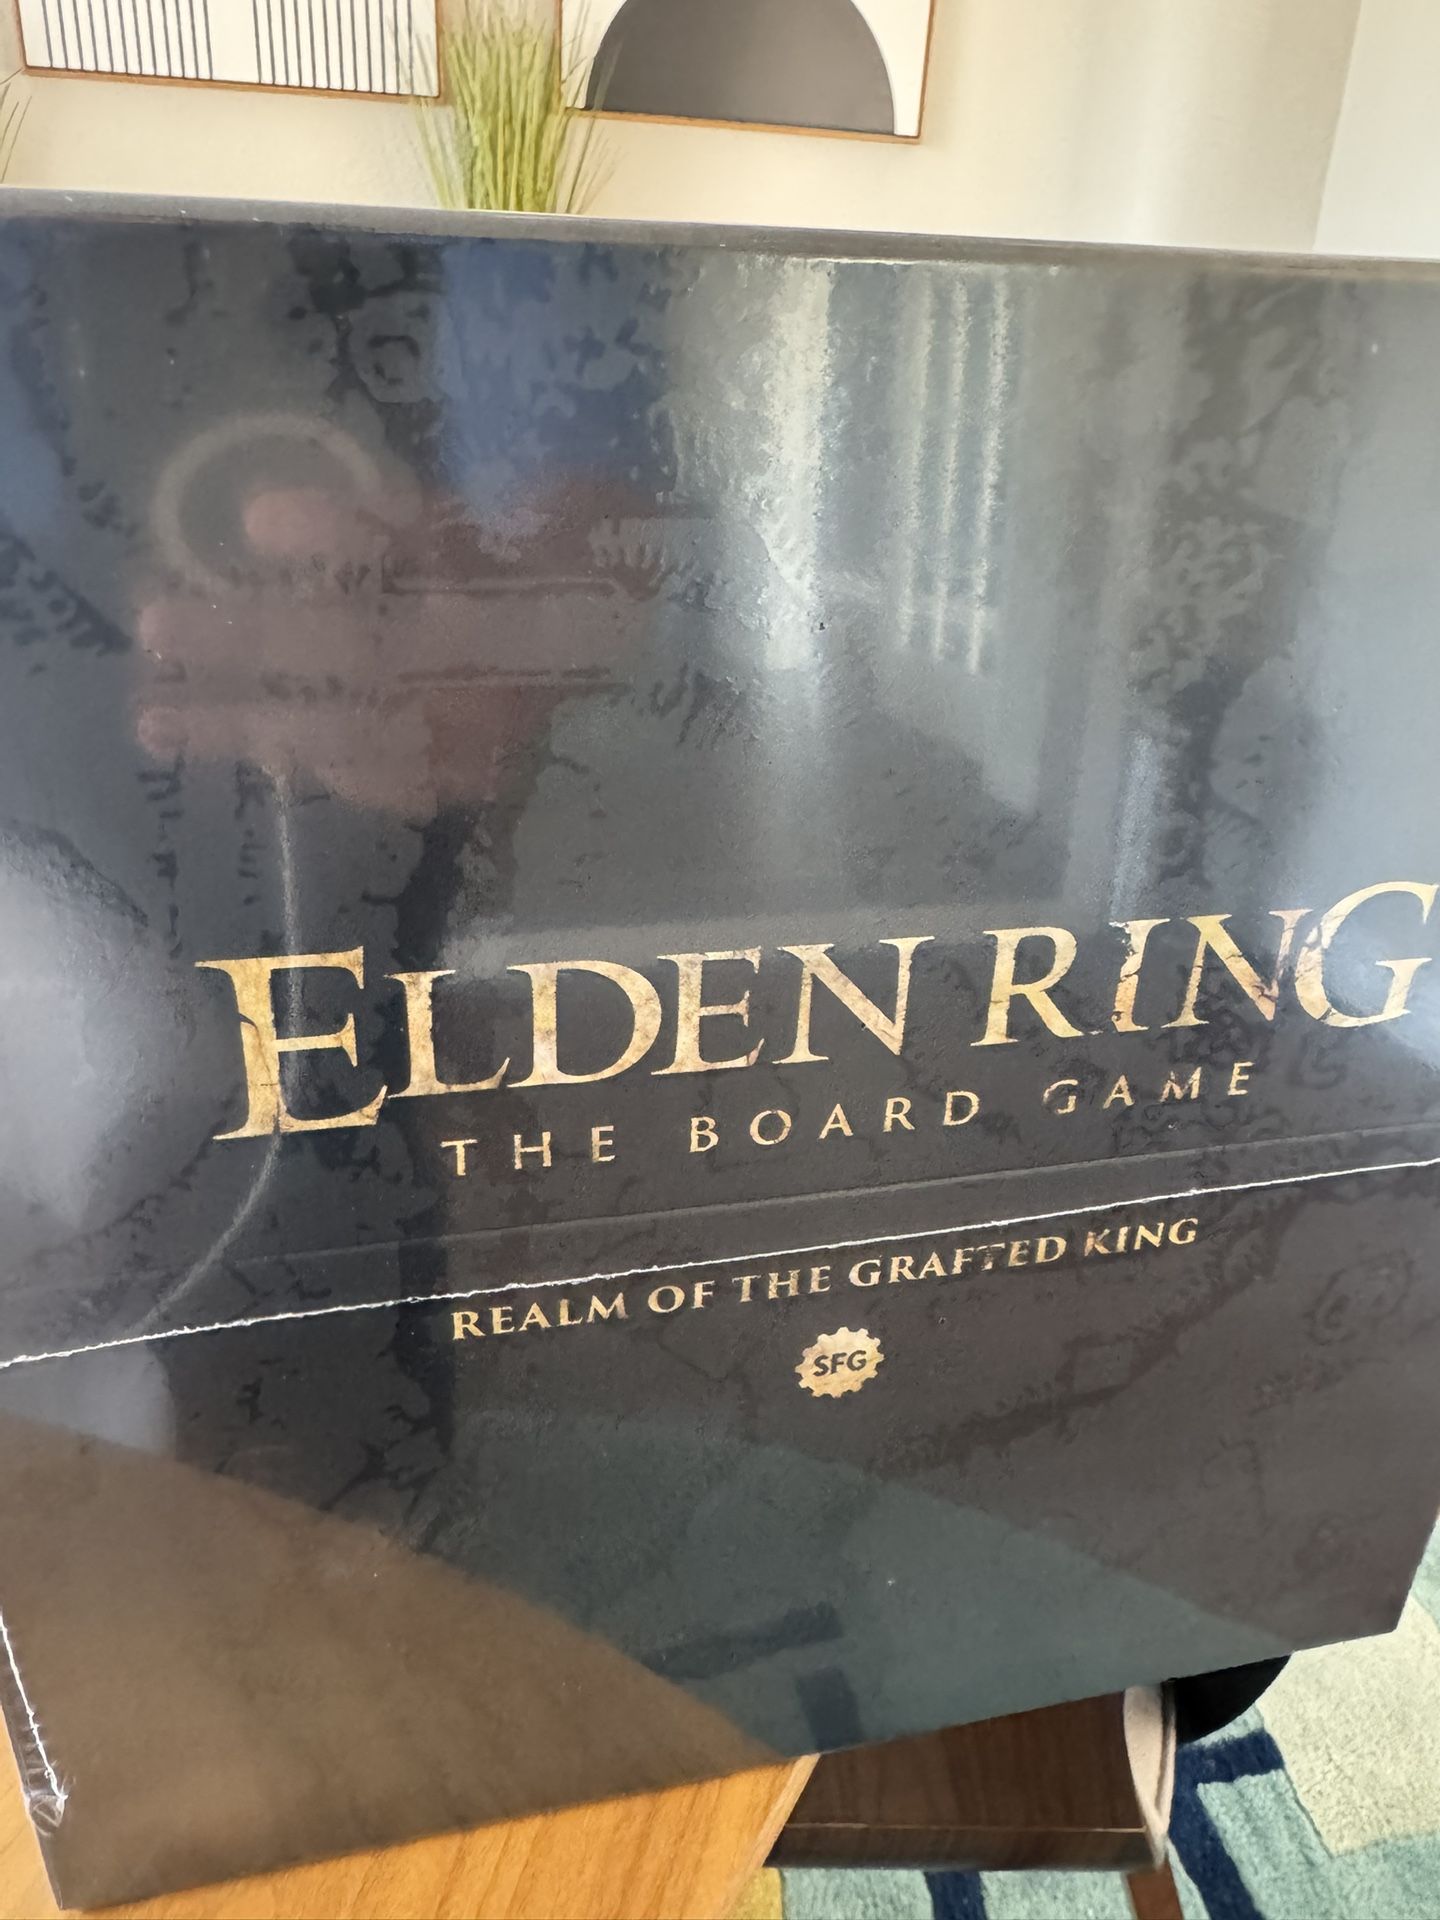 ELDEN RING
THE BOARD GAME
REALM OF THE GRAFTED KING
SFG